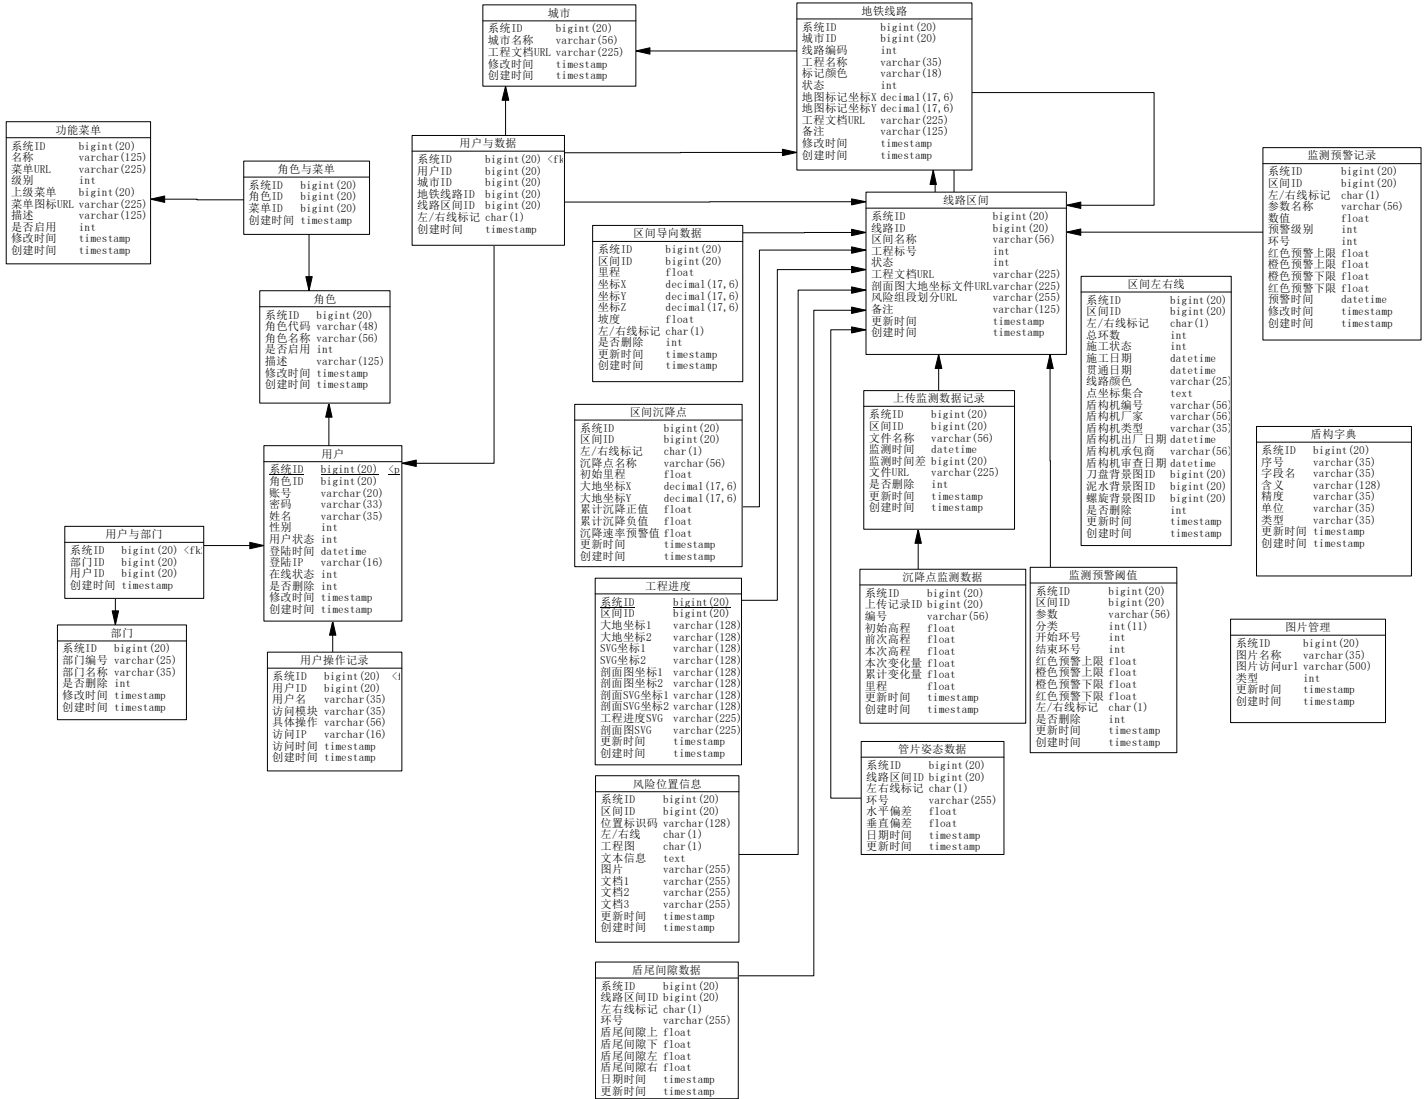 城市
系统ID bigint(20)
城市名称 varchar(56)
工程文档URL varchar(225)
修改时间 timestamp
创建时间 timestamp
地铁线路
系统ID bigint(20)
城市ID bigint(20)
线路编码 int
工程名称 varchar(35)
标记颜色 varchar(18)
状态 int
地图标记坐标X decimal(17,6)
地图标记坐标Y decimal(17,6)
工程文档URL varchar(225)
备注 varchar(125)
修改时间 timestamp
创建时间 timestamp
功能菜单
系统ID bigint(20)
名称 varchar(125)
菜单URL varchar(225)
级别 int
上级菜单 bigint(20)
菜单图标URL varchar(225)
描述 varchar(125)
是否启用 int
修改时间 timestamp
创建时间 timestamp
角色与菜单
系统ID bigint(20)
角色ID bigint(20)
菜单ID bigint(20)
创建时间 timestamp
用户与数据
系统ID bigint(20) <fk
用户ID bigint(20)
城市ID bigint(20)
地铁线路ID bigint(20)
线路区间ID bigint(20)
左/右线标记 char(1)
创建时间 timestamp
监测预警记录
系统ID bigint(20)
区间ID bigint(20)
左/右线标记 char(1)
参数名称 varchar(56)
数值 float
预警级别 int
环号 int
红色预警上限 float
橙色预警上限 float
橙色预警下限 float
红色预警下限 float
预警时间 datetime
修改时间 timestamp
创建时间 timestamp
线路区间
系统ID bigint(20)
线路ID bigint(20)
区间名称 varchar(56)
工程标号 int
状态 int
工程文档URL varchar(225)
剖面图大地坐标文件URL varchar(225)
风险组段划分URL varchar(255)
备注 varchar(125)
更新时间 timestamp
创建时间 timestamp
区间导向数据
系统ID bigint(20)
区间ID bigint(20)
里程 float
坐标X decimal(17,6)
坐标Y decimal(17,6)
坐标Z decimal(17,6)
坡度 float
左/右线标记 char(1)
是否删除 int
更新时间 timestamp
创建时间 timestamp
区间左右线
系统ID bigint(20)
区间ID bigint(20)
左/右线标记 char(1)
总环数 int
施工状态 int
施工日期 datetime
贯通日期 datetime
线路颜色 varchar(25)
点坐标集合 text
盾构机编号 varchar(56)
盾构机厂家 varchar(56)
盾构机类型 varchar(35)
盾构机出厂日期 datetime
盾构机承包商 varchar(56)
盾构机审查日期 datetime
刀盘背景图ID bigint(20)
泥水背景图ID bigint(20)
螺旋背景图ID bigint(20)
是否删除 int
更新时间 timestamp
创建时间 timestamp
角色
系统ID bigint(20)
角色代码 varchar(48)
角色名称 varchar(56)
是否启用 int
描述 varchar(125)
修改时间 timestamp
创建时间 timestamp
上传监测数据记录
系统ID bigint(20)
区间ID bigint(20)
文件名称 varchar(56)
监测时间 datetime
监测时间差 bigint(20)
文件URL varchar(225)
是否删除 int
更新时间 timestamp
创建时间 timestamp
区间沉降点
系统ID bigint(20)
区间ID bigint(20)
左/右线标记 char(1)
沉降点名称 varchar(56)
初始里程 float
大地坐标X decimal(17,6)
大地坐标Y decimal(17,6)
累计沉降正值 float
累计沉降负值 float
沉降速率预警值 float
更新时间 timestamp
创建时间 timestamp
盾构字典
系统ID bigint(20)
序号 varchar(35)
字段名 varchar(35)
含义 varchar(128)
精度 varchar(35)
单位 varchar(35)
类型 varchar(35)
更新时间 timestamp
创建时间 timestamp
用户
系统ID bigint(20) <p
角色ID bigint(20)
账号 varchar(20)
密码 varchar(33)
姓名 varchar(35)
性别 int
用户状态 int
登陆时间 datetime
登陆IP varchar(16)
在线状态 int
是否删除 int
修改时间 timestamp
创建时间 timestamp
用户与部门
系统ID bigint(20) <fk
部门ID bigint(20)
用户ID bigint(20)
创建时间 timestamp
部门
系统ID bigint(20)
部门编号 varchar(25)
部门名称 varchar(35)
是否删除 int
修改时间 timestamp
创建时间 timestamp
用户操作记录
系统ID bigint(20) <f
用户ID bigint(20)
用户名 varchar(35)
访问模块 varchar(35)
具体操作 varchar(56)
访问IP varchar(16)
访问时间 timestamp
创建时间 timestamp
工程进度
系统ID bigint(20)
区间ID bigint(20)
大地坐标1 varchar(128)
大地坐标2 varchar(128)
SVG坐标1 varchar(128)
SVG坐标2 varchar(128)
剖面图坐标1 varchar(128)
剖面图坐标2 varchar(128)
剖面SVG坐标1 varchar(128)
剖面SVG坐标2 varchar(128)
工程进度SVG varchar(225)
剖面图SVG varchar(225)
更新时间 timestamp
创建时间 timestamp
沉降点监测数据
系统ID bigint(20)
上传记录ID bigint(20)
编号 varchar(56)
初始高程 float
前次高程 float
本次高程 float
本次变化量 float
累计变化量 float
里程 float
更新时间 timestamp
创建时间 timestamp
监测预警阈值
系统ID bigint(20)
区间ID bigint(20)
参数 varchar(56)
分类 int(11)
开始环号 int
结束环号 int
红色预警上限 float
橙色预警上限 float
橙色预警下限 float
红色预警下限 float
左/右线标记 char(1)
是否删除 int
更新时间 timestamp
创建时间 timestamp
图片管理
系统ID bigint(20)
图片名称 varchar(35)
图片访问url varchar(500)
类型 int
更新时间 timestamp
创建时间 timestamp
管片姿态数据
系统ID bigint(20)
线路区间ID bigint(20)
左右线标记 char(1)
环号 varchar(255)
水平偏差 float
垂直偏差 float
日期时间 timestamp
更新时间 timestamp
风险位置信息
系统ID bigint(20)
区间ID bigint(20)
位置标识码 varchar(128)
左/右线 char(1)
工程图 char(1)
文本信息 text
图片 varchar(255)
文档1 varchar(255)
文档2 varchar(255)
文档3 varchar(255)
更新时间 timestamp
创建时间 timestamp
盾尾间隙数据
系统ID bigint(20)
线路区间ID bigint(20)
左右线标记 char(1)
环号 varchar(255)
盾尾间隙上 float
盾尾间隙下 float
盾尾间隙左 float
盾尾间隙右 float
日期时间 timestamp
更新时间 timestamp